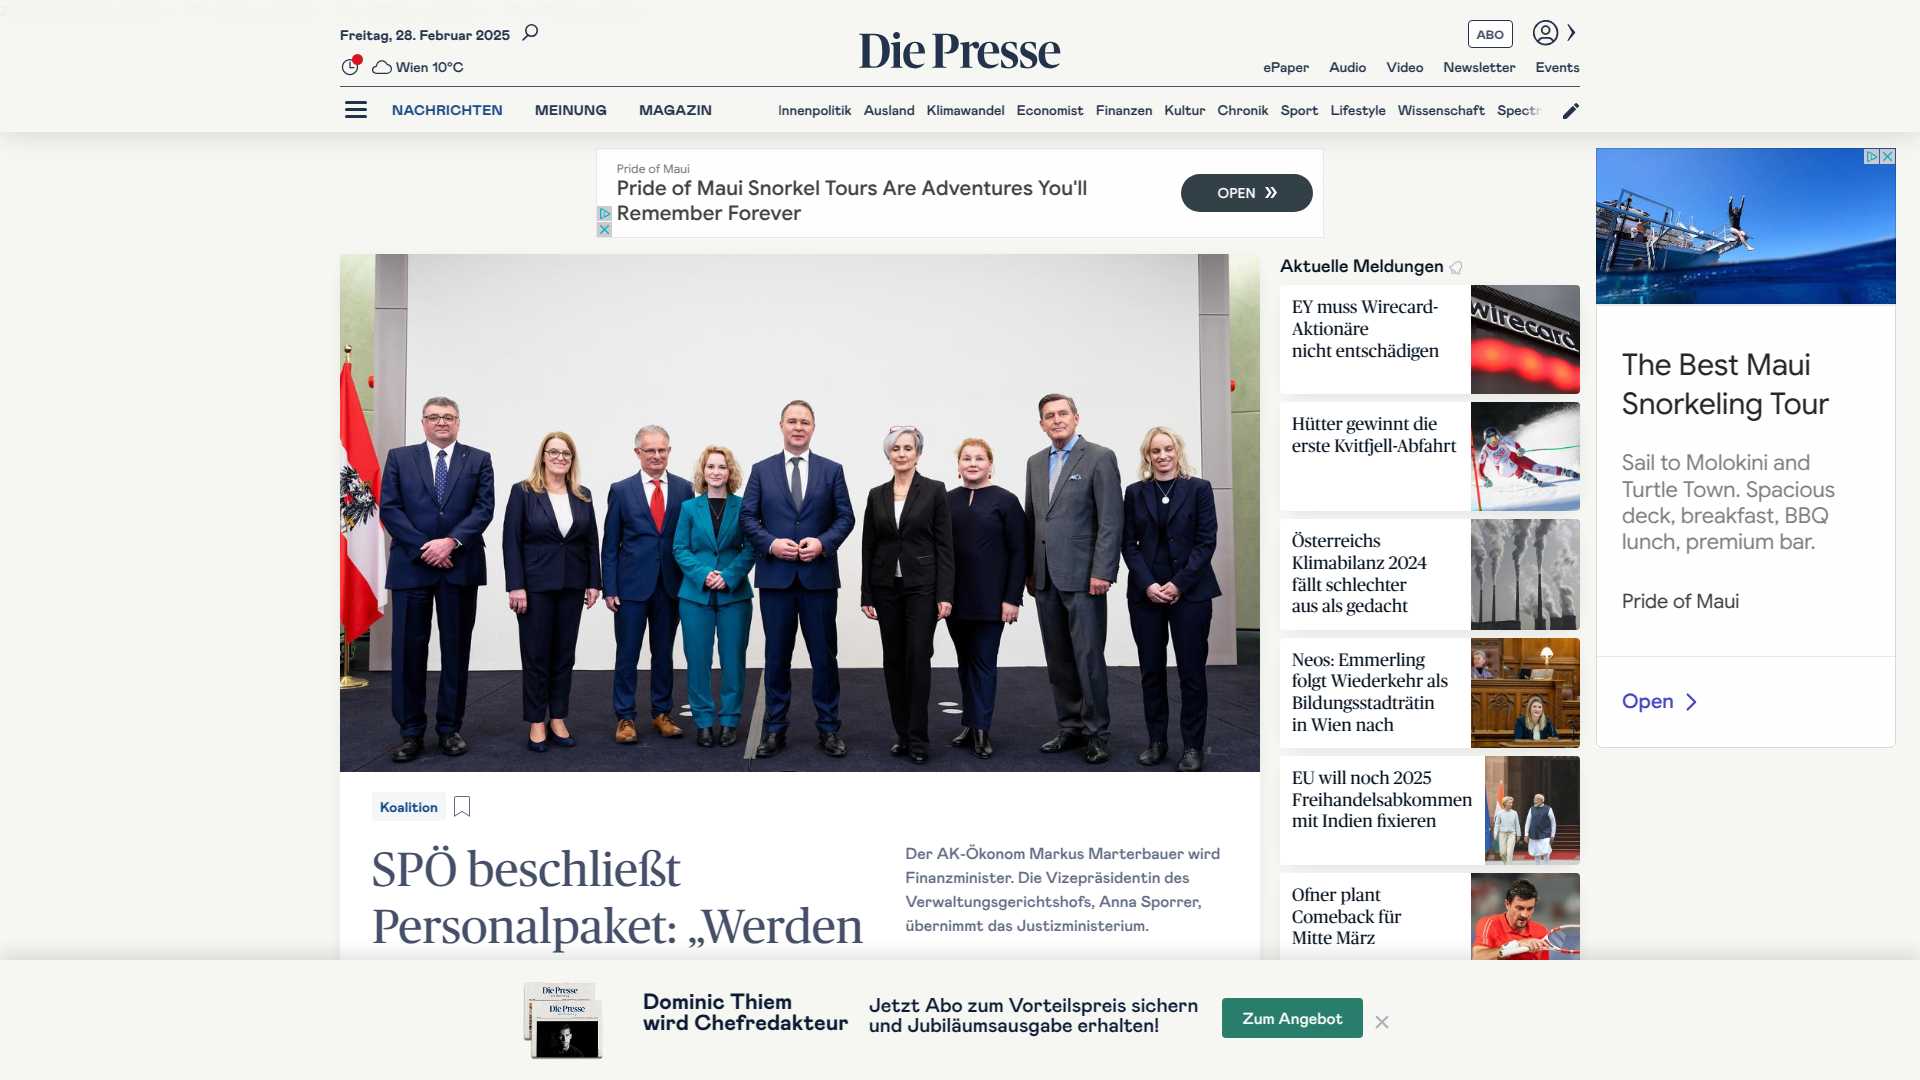 Freitag, 28. Februar 2025
Wien 10°C
Die Presse
ABO
ePaper Audio Video Newsletter Events
NACHRICHTEN MEINUNG MAGAZIN
Innenpolitik Ausland Klimawandel Economist Finanzen Kultur Chronik Sport Lifestyle Wissenschaft Spectr
Pride of Maui
Pride of Maui Snorkel Tours Are Adventures You'll
Remember Forever
OPEN
Koalition
SPÖ beschließt
Personalpaket: „Werden
Der AK-Ökonom Markus Marterbauer wird
Finanzminister. Die Vizepräsidentin des
Verwaltungsgerichtshofs, Anna Sporrer,
übernimmt das Justizministerium.
Aktuelle Meldungen
EY muss Wirecard-
Aktionäre
nicht entschädigen
wirecard
Hütter gewinnt die
erste Kvitfjell-Abfahrt
Österreichs
Klimabilanz 2024
fällt schlechter
aus als gedacht
Neos: Emmerling
folgt Wiederkehr als
Bildungsstadträtin
in Wien nach
EU will noch 2025
Freihandelsabkommen
mit Indien fixieren
Ofner plant
Comeback für
Mitte März
The Best Maui
Snorkeling Tour
Sail to Molokini and
Turtle Town. Spacious
deck, breakfast, BBQ
lunch, premium bar.
Pride of Maui
Open
Die Presse
Die Presse
Dominic Thiem
wird Chefredakteur
Jetzt Abo zum Vorteilspreis sichern
und Jubiläumsausgabe erhalten!
Zum Angebot